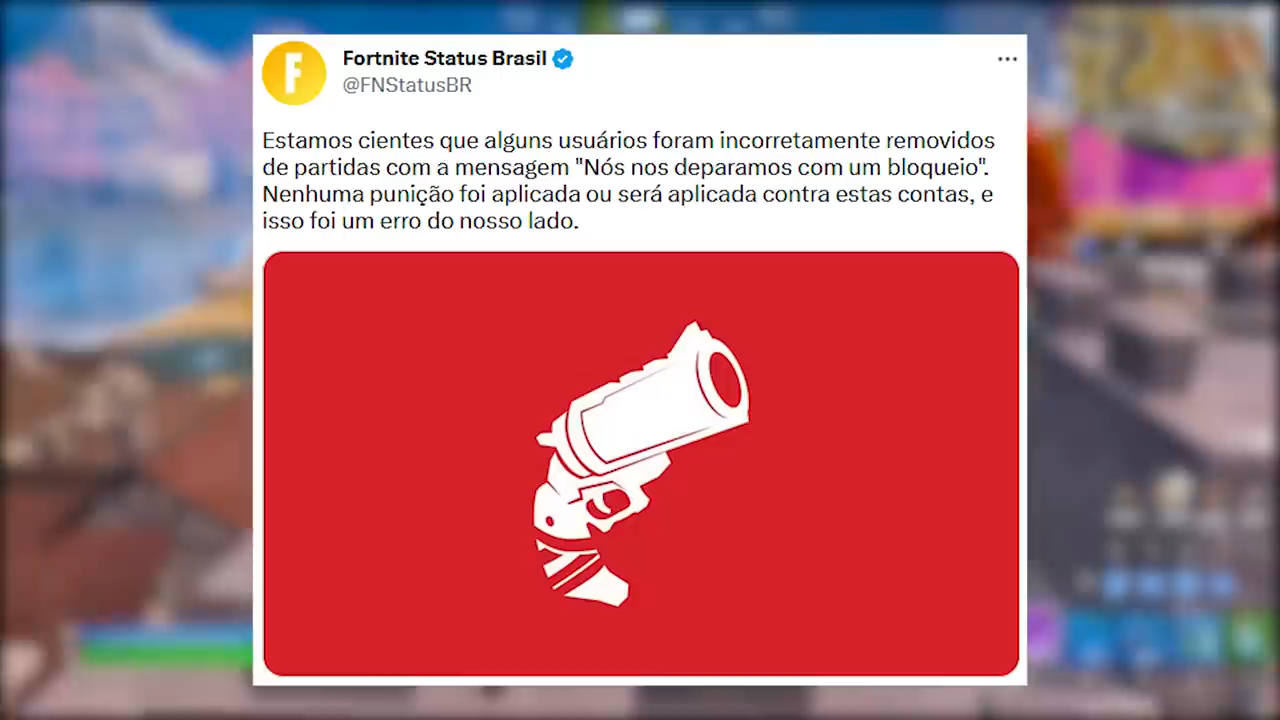 Fortnite Status Brasil
@FNStatusBR
Estamos cientes que alguns usuários foram incorretamente removidos
de partidas com a mensagem "Nós nos deparamos com um bloqueio".
Nenhuma punição foi aplicada ou será aplicada contra estas contas, e
isso foi um erro do nosso lado.